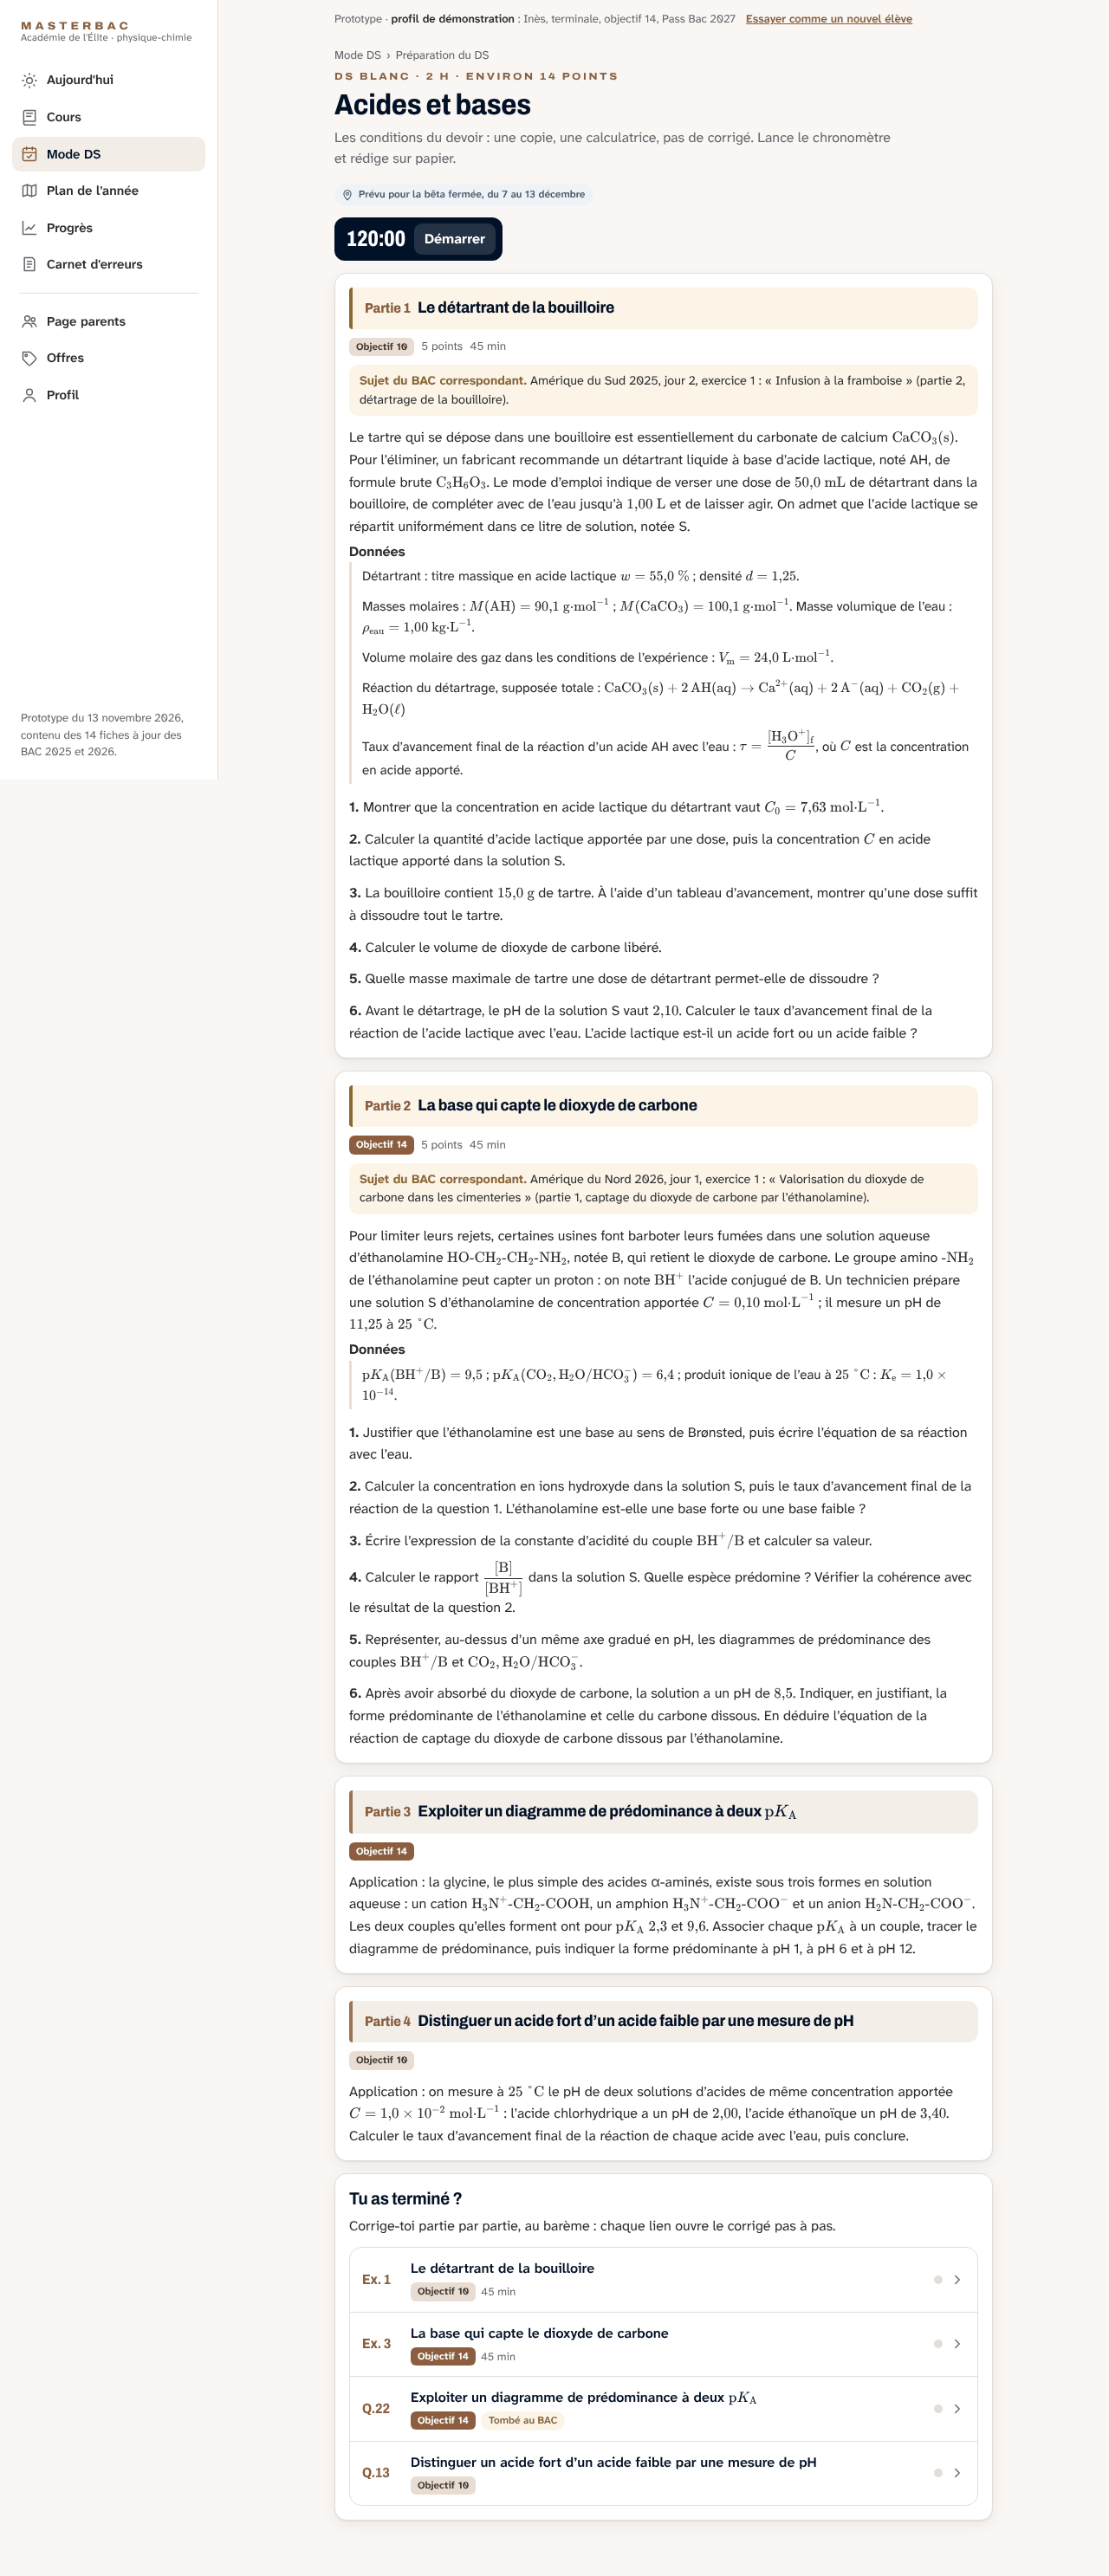 MASTERBAC
Académie de l'Élite · physique-chimie
Aujourd'hui
Cours
Mode DS
Plan de l'année
Progrès
Carnet d'erreurs
Page parents
Offres
Profil
Prototype du 13 novembre 2026,
contenu des 14 fiches à jour des
BAC 2025 et 2026.
Prototype · profil de démonstration : Inès, terminale, objectif 14, Pass Bac 2027 Essayer comme un nouvel élève
Mode DS › Préparation du DS
DS BLANC · 2 H · ENVIRON 14 POINTS
Acides et bases
Les conditions du devoir : une copie, une calculatrice, pas de corrigé. Lance le chronomètre
et rédige sur papier.
Prévu pour la bêta fermée, du 7 au 13 décembre
120:00 Démarrer
Partie 1 Le détartrant de la bouilloire
Objectif 10 5 points 45 min
Sujet du BAC correspondant. Amérique du Sud 2025, jour 2, exercice 1 : « Infusion à la framboise » (partie 2,
détartrage de la bouilloire).
Le tartre qui se dépose dans une bouilloire est essentiellement du carbonate de calcium CaCO₃(s).
Pour l'éliminer, un fabricant recommande un détartrant liquide à base d'acide lactique, noté AH, de
formule brute C₃H₆O₃. Le mode d'emploi indique de verser une dose de 50,0 mL de détartrant dans la
bouilloire, de compléter avec de l'eau jusqu'à 1,00 L et de laisser agir. On admet que l'acide lactique se
répartit uniformément dans ce litre de solution, notée S.
Données
Détartrant : titre massique en acide lactique w = 55,0 % ; densité d = 1,25.
Masses molaires : M(AH) = 90,1 g·mol⁻¹ ; M(CaCO₃) = 100,1 g·mol⁻¹. Masse volumique de l'eau :
ρeau = 1,00 kg·L⁻¹.
Volume molaire des gaz dans les conditions de l'expérience : Vm = 24,0 L·mol⁻¹.
Réaction du détartrage, supposée totale : CaCO₃(s) + 2 AH(aq) → Ca²⁺(aq) + 2 A⁻(aq) + CO₂(g) +
H₂O(ℓ)
Taux d'avancement final de la réaction d'un acide AH avec l'eau : τ = [H₃O⁺]f / C, où C est la concentration
en acide apporté.
1. Montrer que la concentration en acide lactique du détartrant vaut C₀ = 7,63 mol·L⁻¹.
2. Calculer la quantité d'acide lactique apportée par une dose, puis la concentration C en acide
lactique apporté dans la solution S.
3. La bouilloire contient 15,0 g de tartre. À l'aide d'un tableau d'avancement, montrer qu'une dose suffit
à dissoudre tout le tartre.
4. Calculer le volume de dioxyde de carbone libéré.
5. Quelle masse maximale de tartre une dose de détartrant permet-elle de dissoudre ?
6. Avant le détartrage, le pH de la solution S vaut 2,10. Calculer le taux d'avancement final de la
réaction de l'acide lactique avec l'eau. L'acide lactique est-il un acide fort ou un acide faible ?
Partie 2 La base qui capte le dioxyde de carbone
Objectif 14 5 points 45 min
Sujet du BAC correspondant. Amérique du Nord 2026, jour 1, exercice 1 : « Valorisation du dioxyde de
carbone dans les cimenteries » (partie 1, captage du dioxyde de carbone par l'éthanolamine).
Pour limiter leurs rejets, certaines usines font barboter leurs fumées dans une solution aqueuse
d'éthanolamine HO-CH₂-CH₂-NH₂, notée B, qui retient le dioxyde de carbone. Le groupe amino -NH₂
de l'éthanolamine peut capter un proton : on note BH⁺ l'acide conjugué de B. Un technicien prépare
une solution S d'éthanolamine de concentration apportée C = 0,10 mol·L⁻¹ ; il mesure un pH de
11,25 à 25 °C.
Données
pKA(BH⁺/B) = 9,5 ; pKA(CO₂, H₂O/HCO₃⁻) = 6,4 ; produit ionique de l'eau à 25 °C : Ke = 1,0 ×
10⁻¹⁴.
1. Justifier que l'éthanolamine est une base au sens de Brønsted, puis écrire l'équation de sa réaction
avec l'eau.
2. Calculer la concentration en ions hydroxyde dans la solution S, puis le taux d'avancement final de la
réaction de la question 1. L'éthanolamine est-elle une base forte ou une base faible ?
3. Écrire l'expression de la constante d'acidité du couple BH⁺/B et calculer sa valeur.
4. Calculer le rapport [B] / [BH⁺] dans la solution S. Quelle espèce prédomine ? Vérifier la cohérence avec
le résultat de la question 2.
5. Représenter, au-dessus d'un même axe gradué en pH, les diagrammes de prédominance des
couples BH⁺/B et CO₂, H₂O/HCO₃⁻.
6. Après avoir absorbé du dioxyde de carbone, la solution a un pH de 8,5. Indiquer, en justifiant, la
forme prédominante de l'éthanolamine et celle du carbone dissous. En déduire l'équation de la
réaction de captage du dioxyde de carbone dissous par l'éthanolamine.
Partie 3 Exploiter un diagramme de prédominance à deux pKA
Objectif 14
Application : la glycine, le plus simple des acides α-aminés, existe sous trois formes en solution
aqueuse : un cation H₃N⁺-CH₂-COOH, un amphion H₃N⁺-CH₂-COO⁻ et un anion H₂N-CH₂-COO⁻.
Les deux couples qu'elles forment ont pour pKA 2,3 et 9,6. Associer chaque pKA à un couple, tracer le
diagramme de prédominance, puis indiquer la forme prédominante à pH 1, à pH 6 et à pH 12.
Partie 4 Distinguer un acide fort d'un acide faible par une mesure de pH
Objectif 10
Application : on mesure à 25 °C le pH de deux solutions d'acides de même concentration apportée
C = 1,0 × 10⁻² mol·L⁻¹ : l'acide chlorhydrique a un pH de 2,00, l'acide éthanoïque un pH de 3,40.
Calculer le taux d'avancement final de la réaction de chaque acide avec l'eau, puis conclure.
Tu as terminé ?
Corrige-toi partie par partie, au barème : chaque lien ouvre le corrigé pas à pas.
Ex. 1 Le détartrant de la bouilloire
Objectif 10 45 min
Ex. 3 La base qui capte le dioxyde de carbone
Objectif 14 45 min
Q.22 Exploiter un diagramme de prédominance à deux pKA
Objectif 14 Tombé au BAC
Q.13 Distinguer un acide fort d'un acide faible par une mesure de pH
Objectif 10